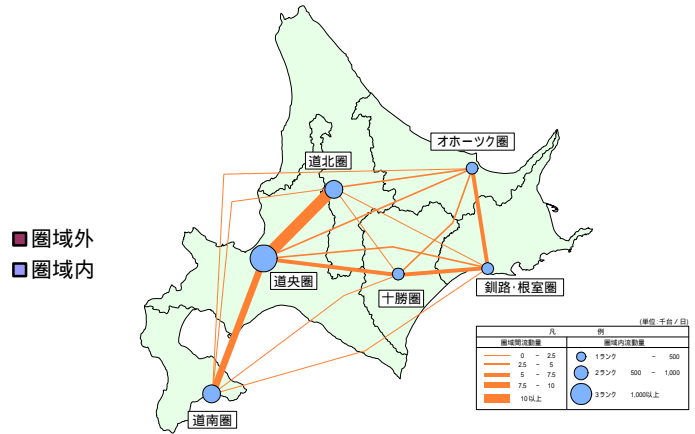 オホーツク圏
道北圏
圏域外
圏域内
道央圏
十勝圏
釧路･根室圏
道南圏
(単位:千台/日)
凡 例
圏域間流動量 圏域内流動量
0 － 2.5
2.5 － 5
5 － 7.5
7.5 － 10
10以上
1ランク － 500
2ランク 500 － 1,000
3ランク 1,000以上